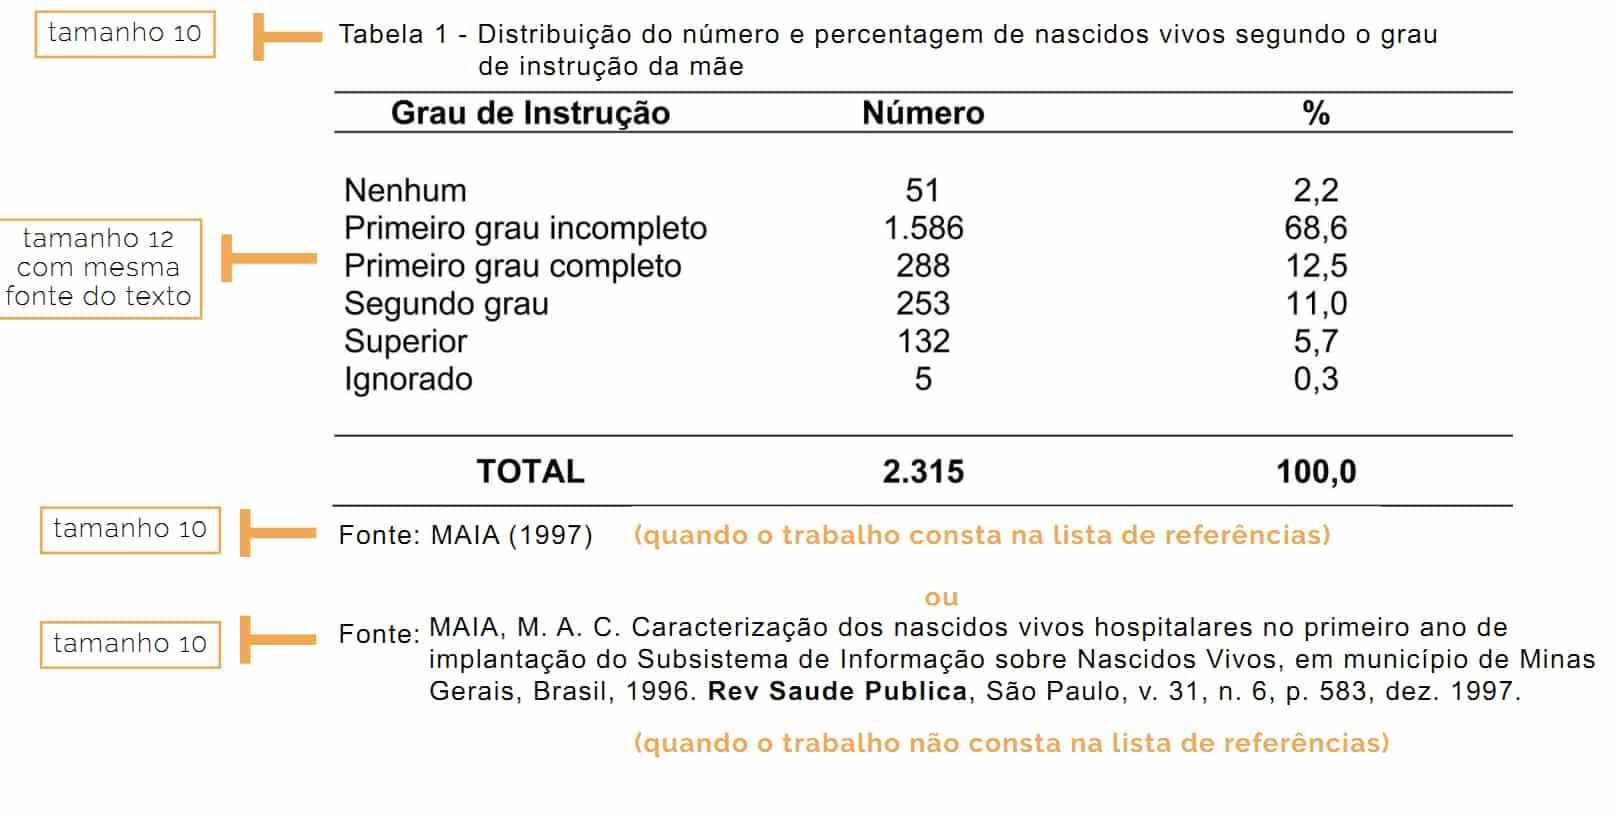 tamanho 10
Tabela 1 - Distribuição do número e percentagem de nascidos vivos segundo o grau
de instrução da mãe
Grau de Instrução Número %
Nenhum 51 2,2
Primeiro grau incompleto 1.586 68,6
tamanho 12
com mesma
fonte do texto
Primeiro grau completo 288 12,5
Segundo grau 253 11,0
Superior 132 5,7
Ignorado 5 0,3
TOTAL 2.315 100,0
tamanho 10
Fonte: MAIA (1997) (quando o trabalho consta na lista de referências)
ou
tamanho 10
Fonte: MAIA, M. A. C. Caracterização dos nascidos vivos hospitalares no primeiro ano de
implantação do Subsistema de Informação sobre Nascidos Vivos, em município de Minas
Gerais, Brasil, 1996. Rev Saude Publica, São Paulo, v. 31, n. 6, p. 583, dez. 1997.
(quando o trabalho não consta na lista de referências)